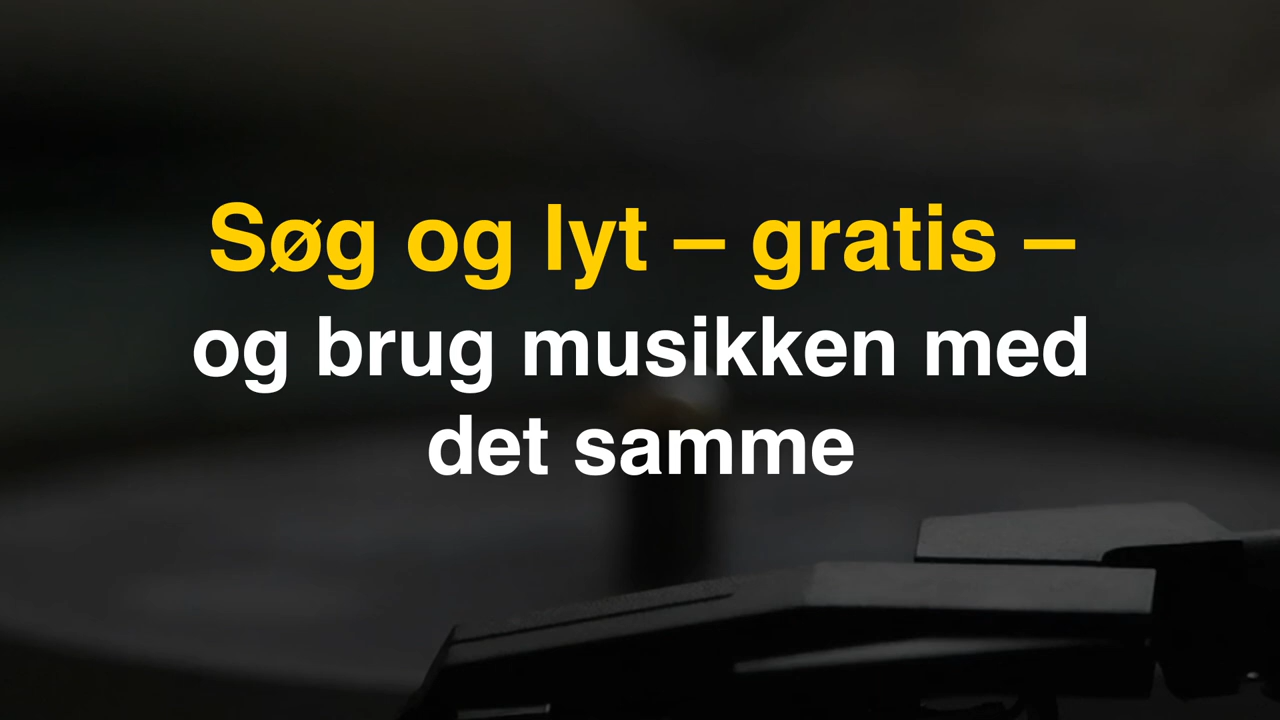 Søg og lyt – gratis –
og brug musikken med
det samme